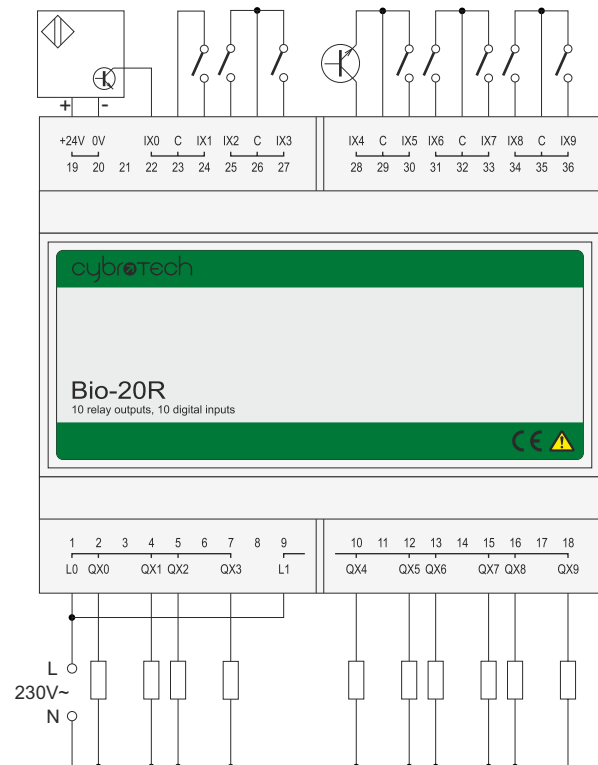 + -
+24V 0V IX0 C IX1 IX2 C IX3 IX4 C IX5 IX6 C IX7 IX8 C IX9
19 20 21 22 23 24 25 26 27 28 29 30 31 32 33 34 35 36
cybrotech
Bio-20R
10 relay outputs, 10 digital inputs
CE
1 2 3 4 5 6 7 8 9 10 11 12 13 14 15 16 17 18
L0 QX0 QX1 QX2 QX3 L1 QX4 QX5 QX6 QX7 QX8 QX9
L
230V~
N